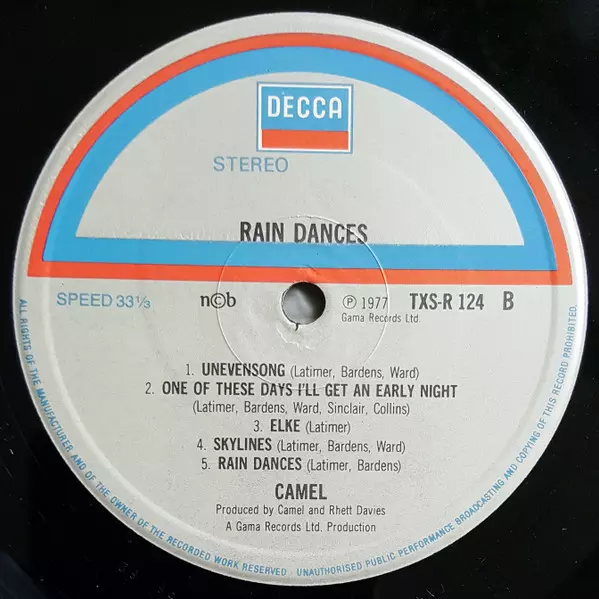 DECCA
STEREO
RAIN DANCES
SPEED 33⅓ n©b ℗ 1977 TXS-R 124 B
Gama Records Ltd.
1. UNEVENSONG (Latimer, Bardens, Ward)
2. ONE OF THESE DAYS I'LL GET AN EARLY NIGHT
(Latimer, Bardens, Ward, Sinclair, Collins)
3. ELKE (Latimer)
4. SKYLINES (Latimer, Bardens, Ward)
5. RAIN DANCES (Latimer, Bardens)
CAMEL
Produced by Camel and Rhett Davies
A Gama Records Ltd. Production
ALL RIGHTS OF THE MANUFACTURER AND OF THE OWNER OF THE RECORDED WORK RESERVED · UNAUTHORISED PUBLIC PERFORMANCE BROADCASTING AND COPYING OF THIS RECORD PROHIBITED.